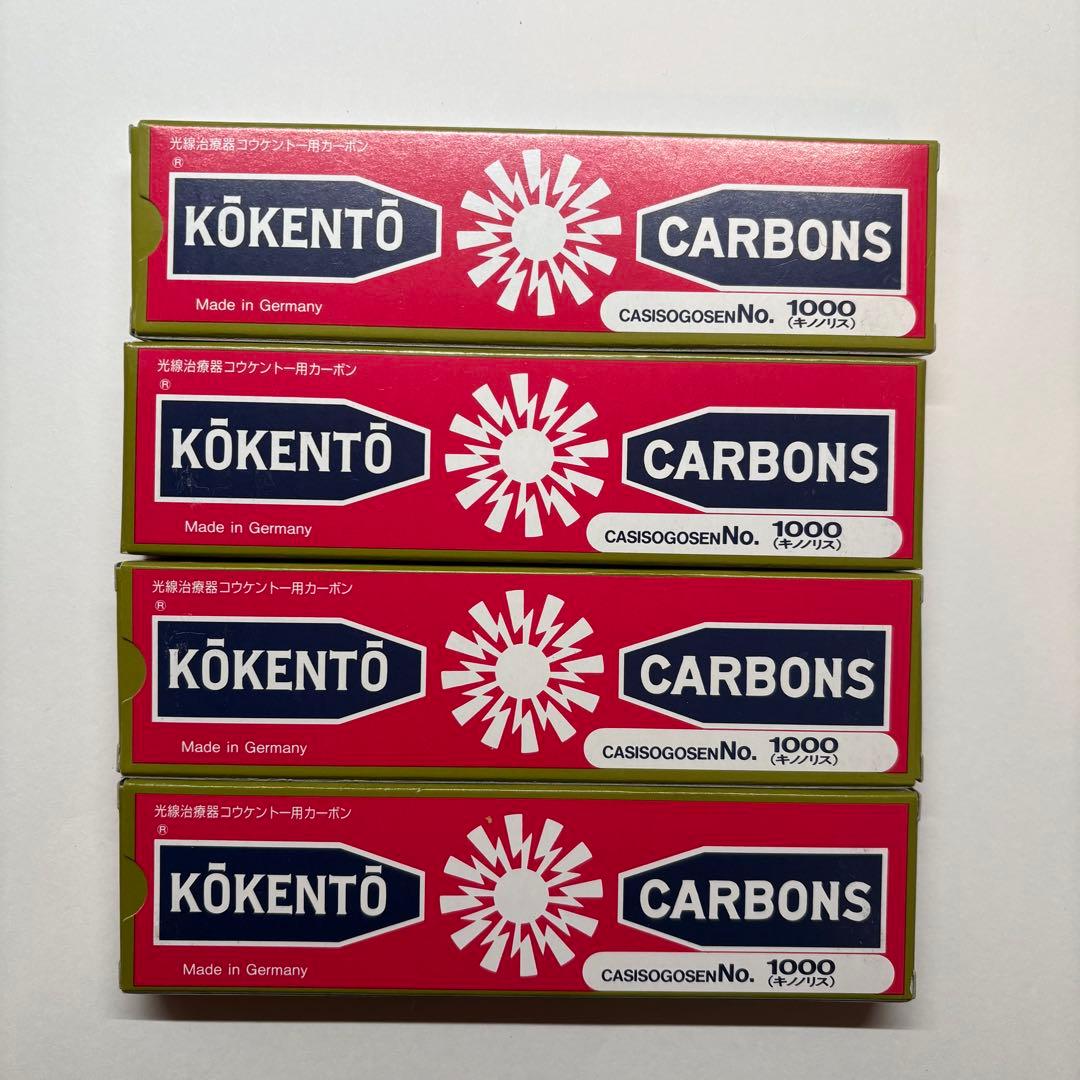 光線治療器コウケントー用カーボン
®
KŌKENTŌ CARBONS
Made in Germany
CASISOGOSEN No. 1000
(キノノリス)
光線治療器コウケントー用カーボン
®
KŌKENTŌ CARBONS
Made in Germany
CASISOGOSEN No. 1000
(キノノリス)
光線治療器コウケントー用カーボン
®
KŌKENTŌ CARBONS
Made in Germany
CASISOGOSEN No. 1000
(キノノリス)
光線治療器コウケントー用カーボン
®
KŌKENTŌ CARBONS
Made in Germany
CASISOGOSEN No. 1000
(キノノリス)